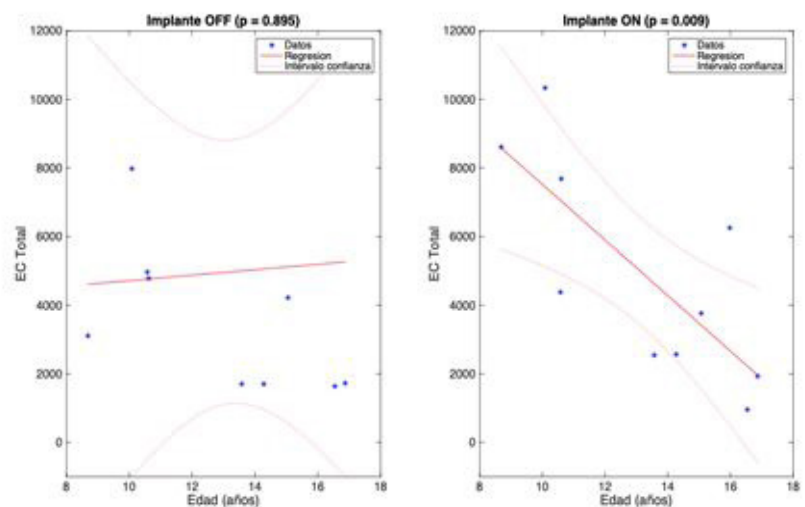 Implante OFF (p = 0.895)
12000
10000
8000
6000
4000
2000
0
EC Total
Datos
Regresion
Intervalo confianza
8
10
12
14
16
18
Edad (años)
Implante ON (p = 0.009)
12000
10000
8000
6000
4000
2000
0
EC Total
Datos
Regresion
Intervalo confianza
8
10
12
14
16
18
Edad (años)